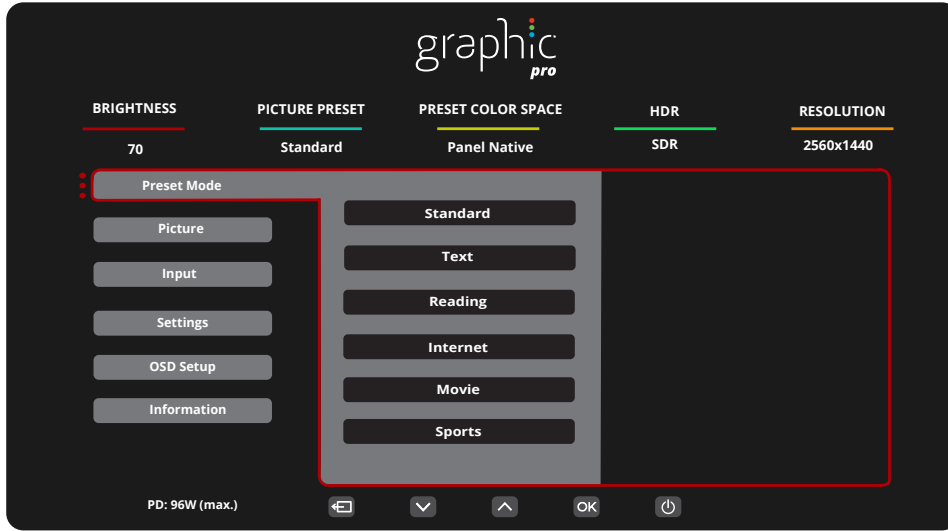 graphic
pro
BRIGHTNESS PICTURE PRESET PRESET COLOR SPACE HDR RESOLUTION
70 Standard Panel Native SDR 2560x1440
Preset Mode
Picture
Input
Settings
OSD Setup
Information
Standard
Text
Reading
Internet
Movie
Sports
PD: 96W (max.)
OK